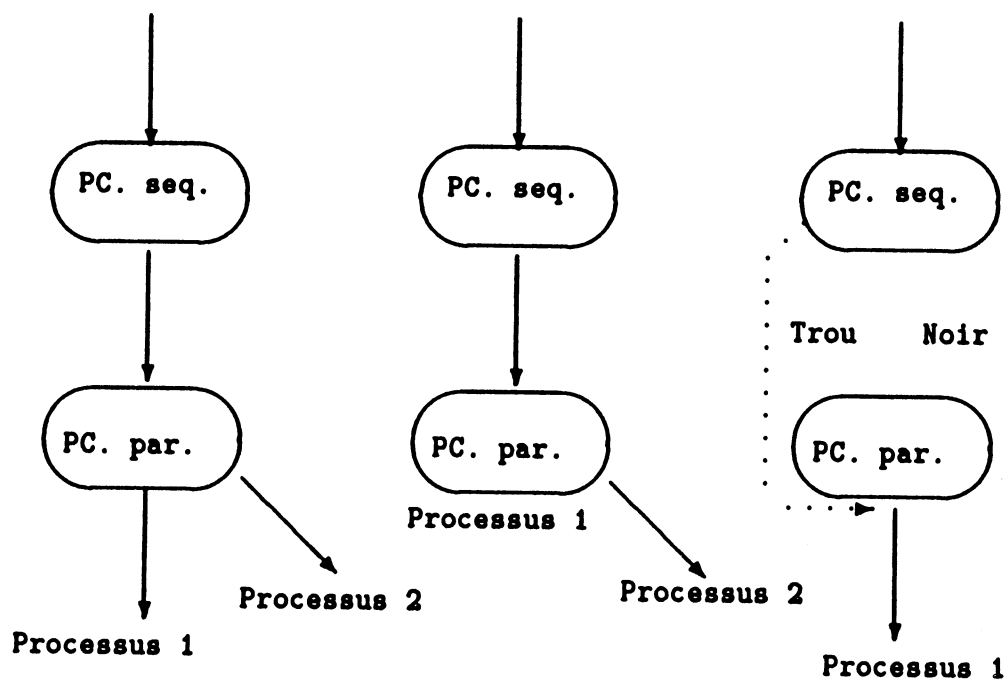 PC. seq.
PC. par.
Processus 2
Processus 1
PC. seq.
PC. par.
Processus 1
Processus 2
PC. seq.
Trou Noir
PC. par.
Processus 1